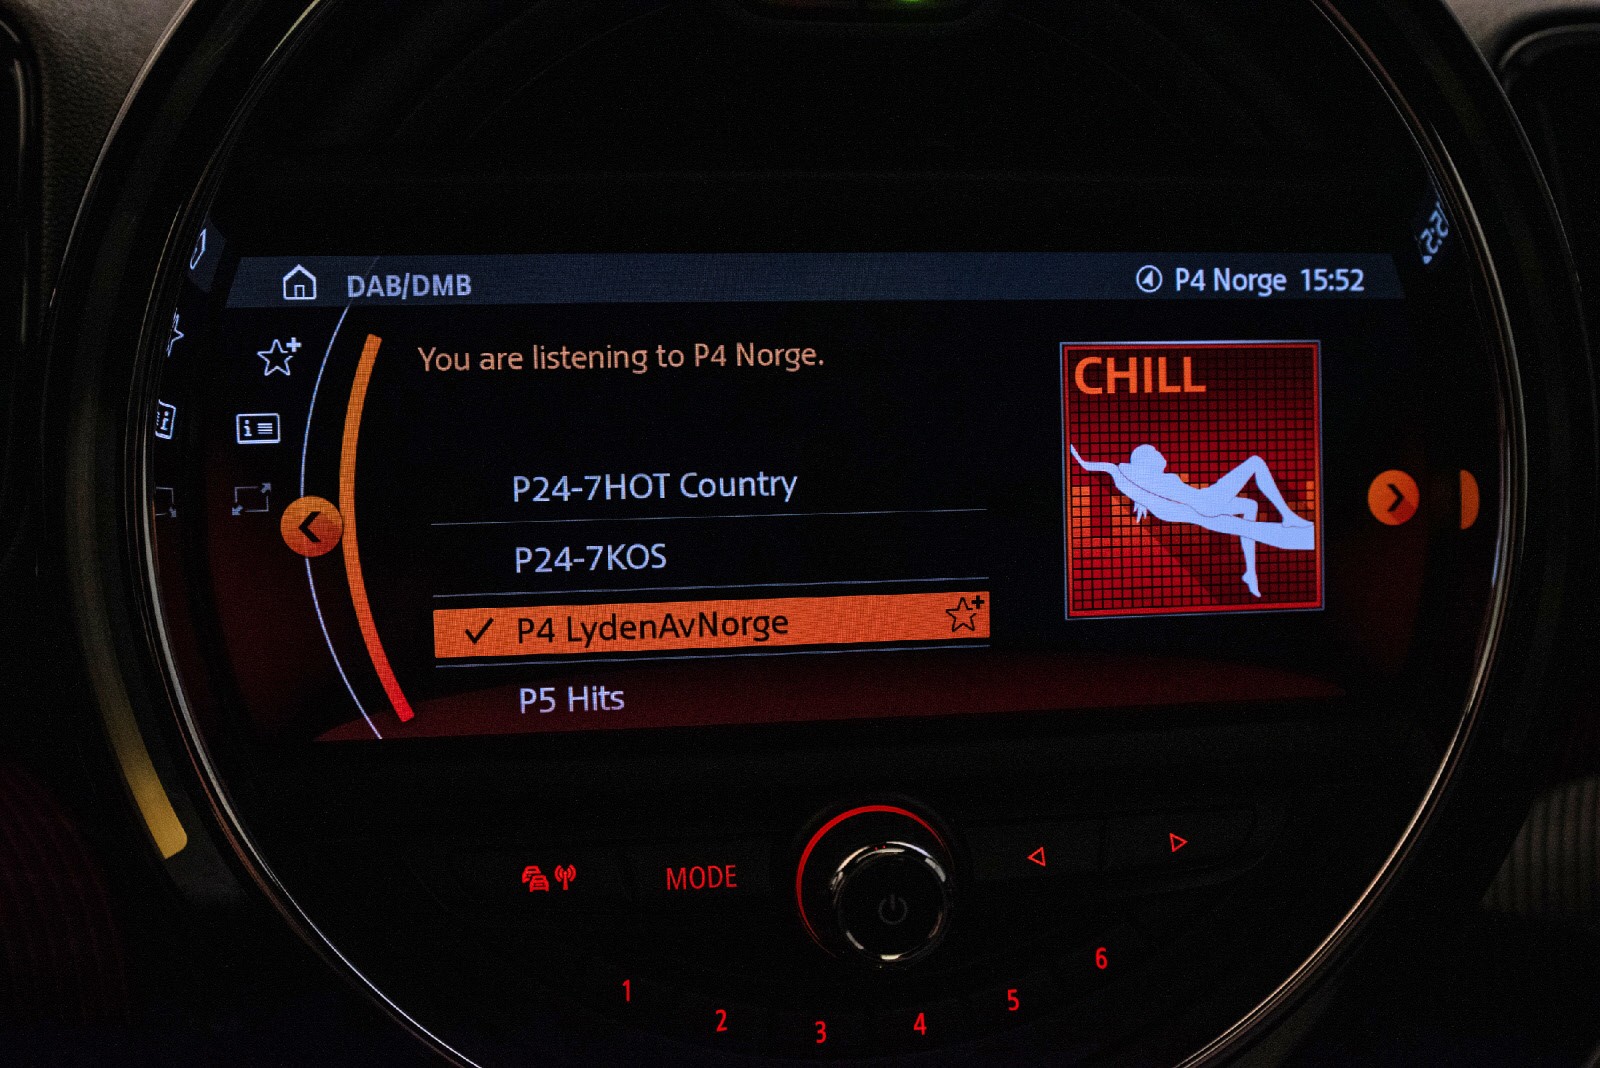 DAB/DMB
P4 Norge 15:52
You are listening to P4 Norge.
CHILL
P24-7HOT Country
P24-7KOS
P4 LydenAvNorge
P5 Hits
MODE
1
2
3
4
5
6